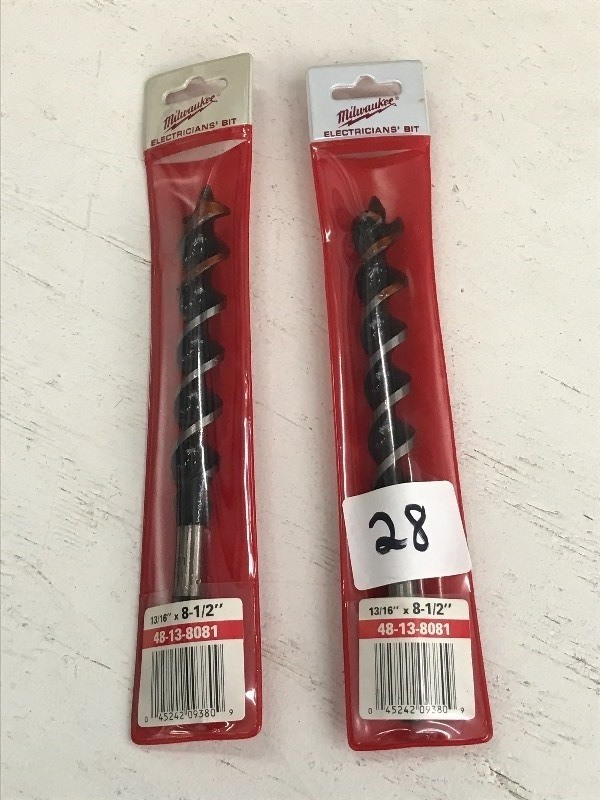 Milwaukee®
ELECTRICIANS' BIT
13/16" x 8-1/2"
48-13-8081
0 45242 09380 9
Milwaukee®
ELECTRICIANS' BIT
28
13/16" x 8-1/2"
48-13-8081
0 45242 09380 9